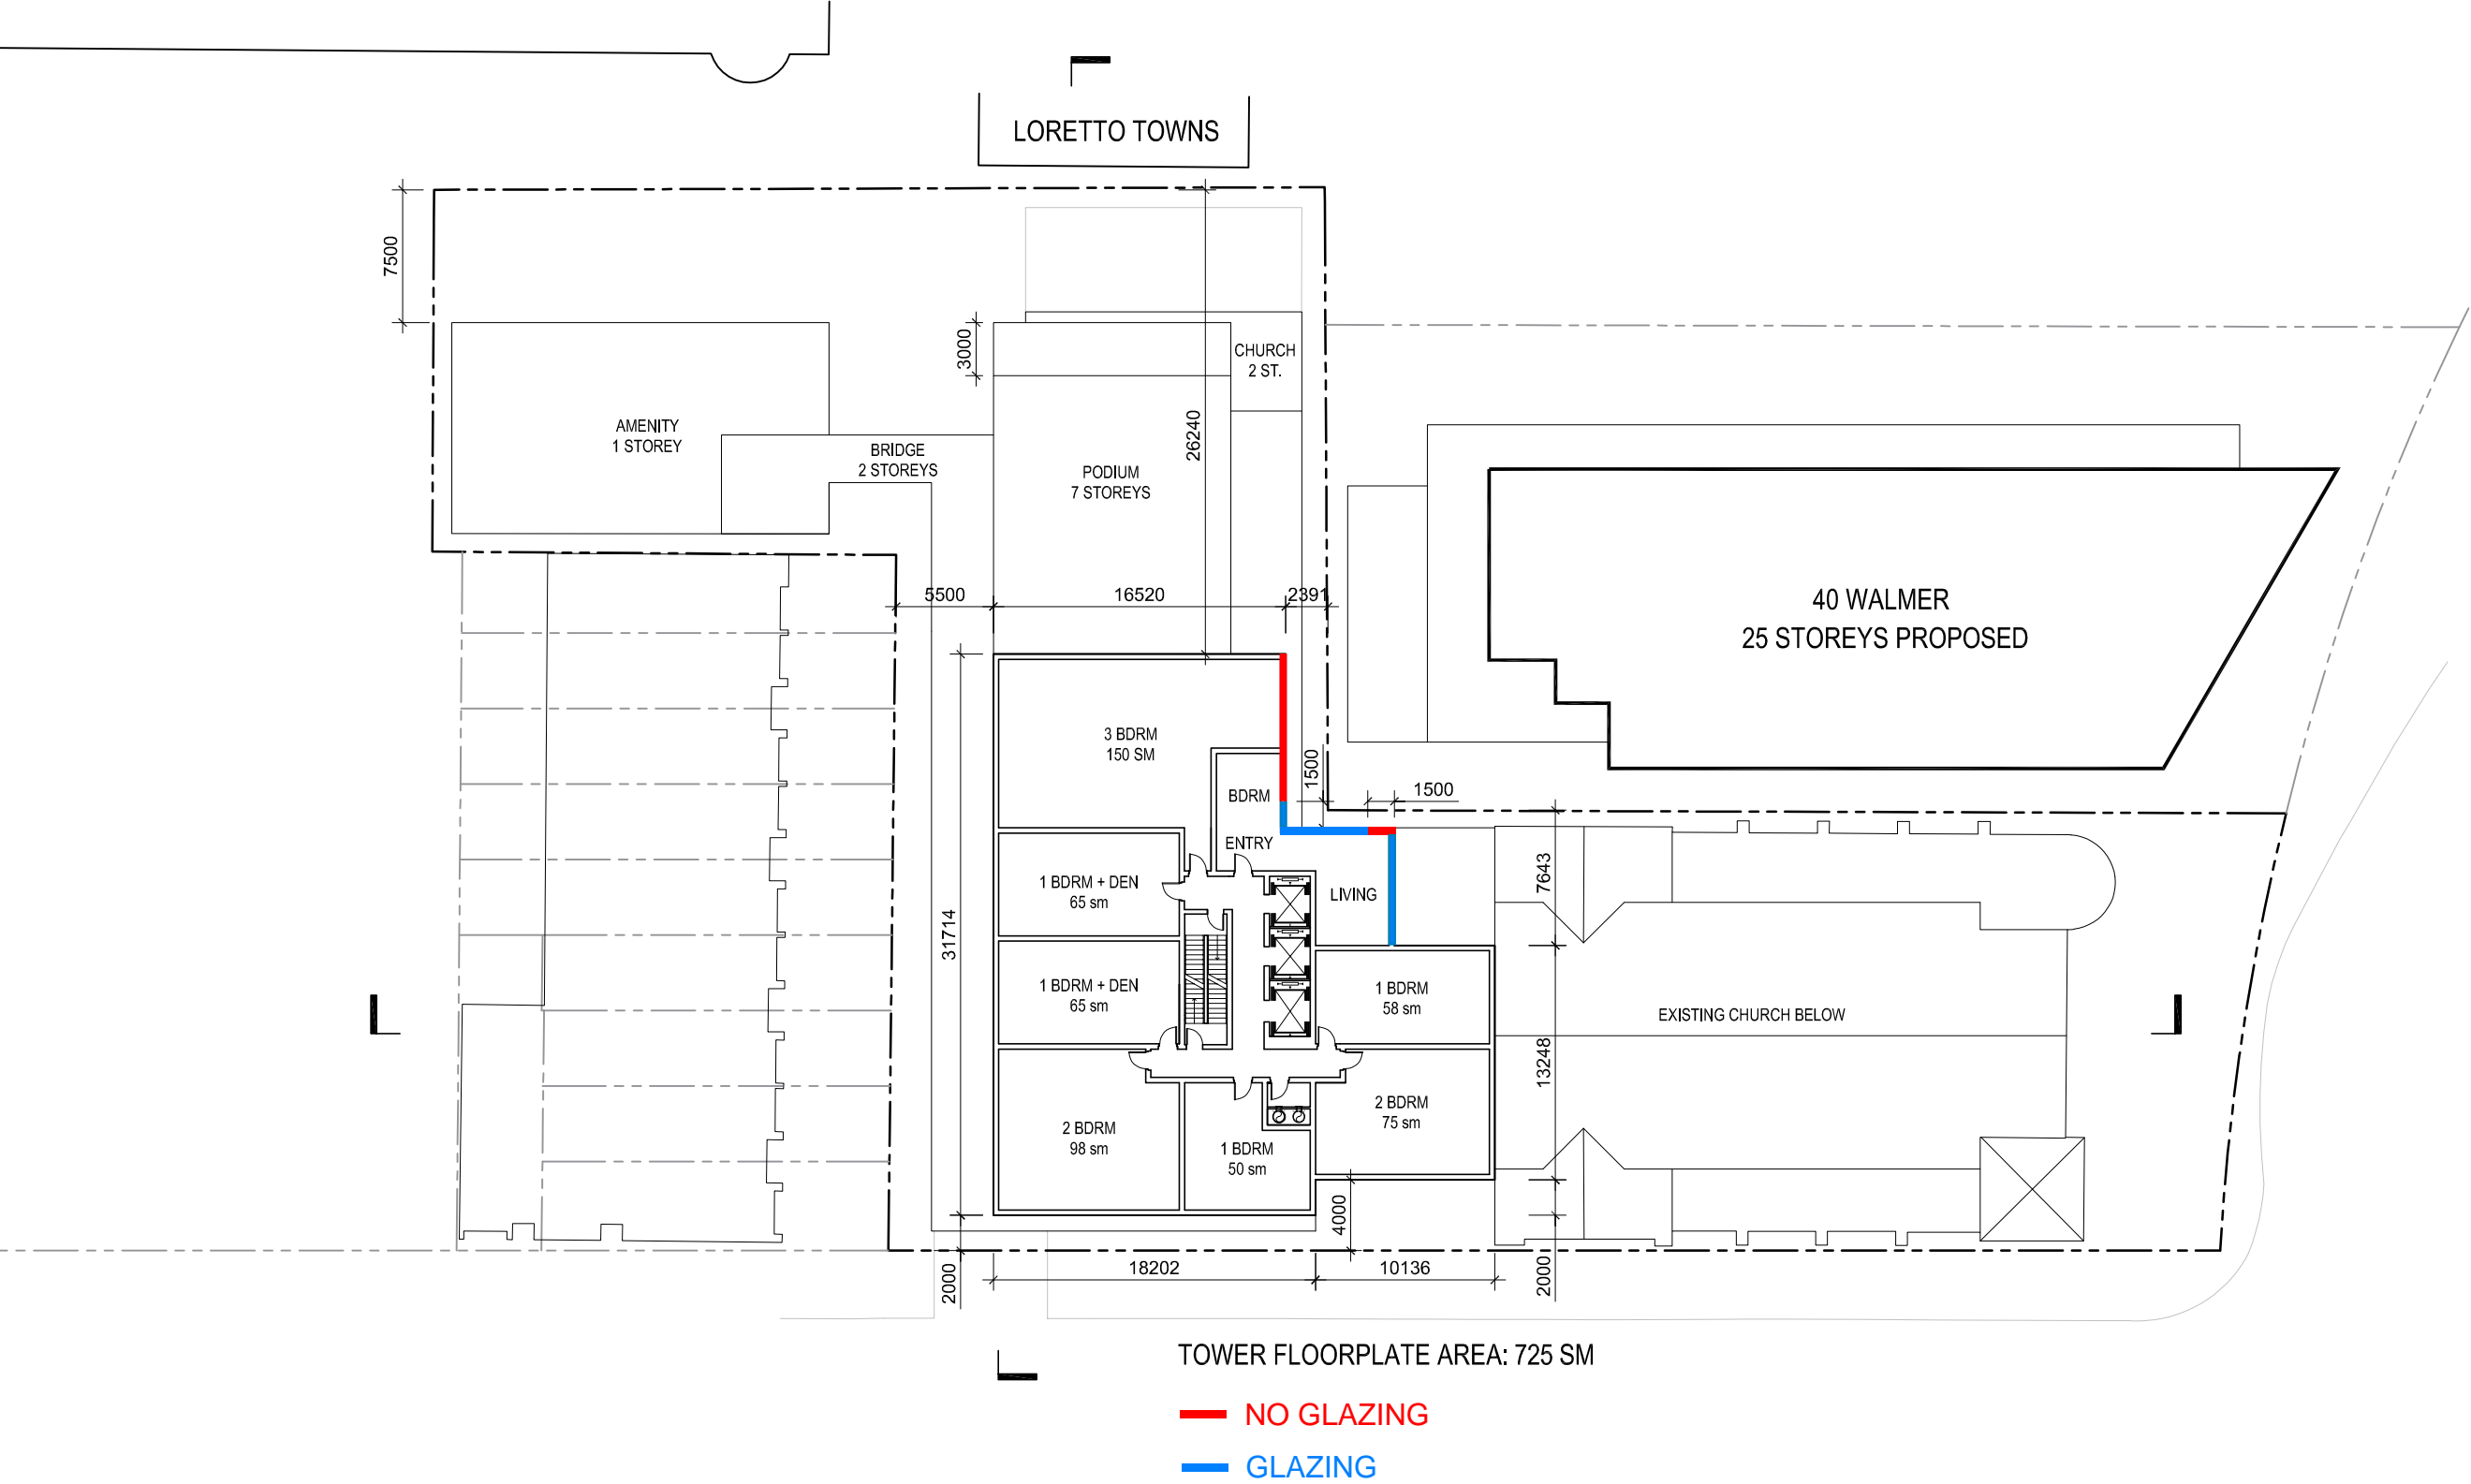 LORETTO TOWNS
7500
3000
CHURCH
2 ST.
26240
AMENITY
1 STOREY
BRIDGE
2 STOREYS
PODIUM
7 STOREYS
5500
16520
2391
40 WALMER
25 STOREYS PROPOSED
3 BDRM
150 SM
1500
1500
BDRM
ENTRY
7643
1 BDRM + DEN
65 sm
LIVING
31714
1 BDRM + DEN
65 sm
1 BDRM
58 sm
EXISTING CHURCH BELOW
13248
2 BDRM
98 sm
1 BDRM
50 sm
2 BDRM
75 sm
4000
2000
18202
10136
2000
TOWER FLOORPLATE AREA: 725 SM
NO GLAZING
GLAZING